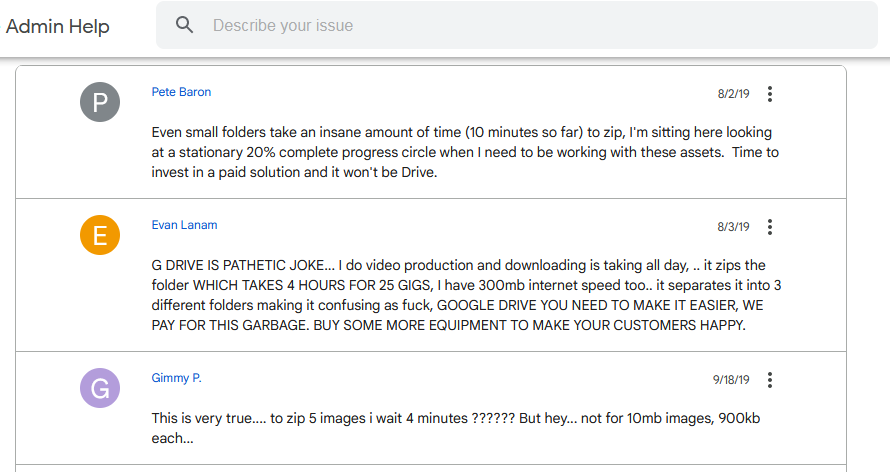 Admin Help
Describe your issue
P
Pete Baron
8/2/19
Even small folders take an insane amount of time (10 minutes so far) to zip, I'm sitting here looking
at a stationary 20% complete progress circle when I need to be working with these assets.  Time to
invest in a paid solution and it won't be Drive.
E
Evan Lanam
8/3/19
G DRIVE IS PATHETIC JOKE... I do video production and downloading is taking all day, .. it zips the
folder WHICH TAKES 4 HOURS FOR 25 GIGS, I have 300mb internet speed too.. it separates it into 3
different folders making it confusing as fuck, GOOGLE DRIVE YOU NEED TO MAKE IT EASIER, WE
PAY FOR THIS GARBAGE. BUY SOME MORE EQUIPMENT TO MAKE YOUR CUSTOMERS HAPPY.
G
Gimmy P.
9/18/19
This is very true.... to zip 5 images i wait 4 minutes ?????? But hey... not for 10mb images, 900kb
each...